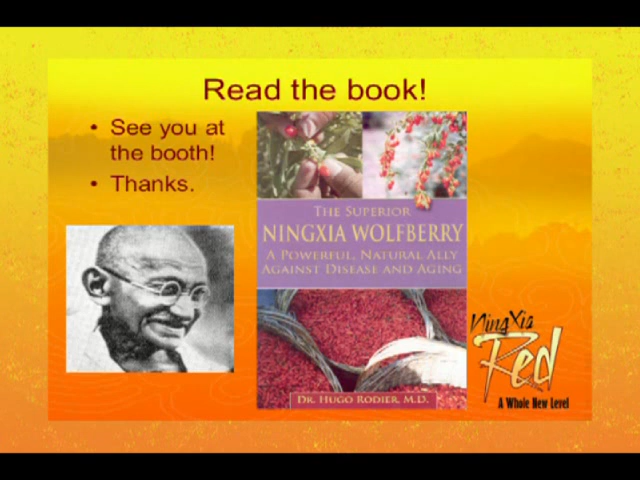 Read the book!
• See you at
the booth!
• Thanks.
THE SUPERIOR
NINGXIA WOLFBERRY
A POWERFUL, NATURAL ALLY
AGAINST DISEASE AND AGING
DR. HUGO RODIER, M.D.
NingXia
Red
A Whole New Level